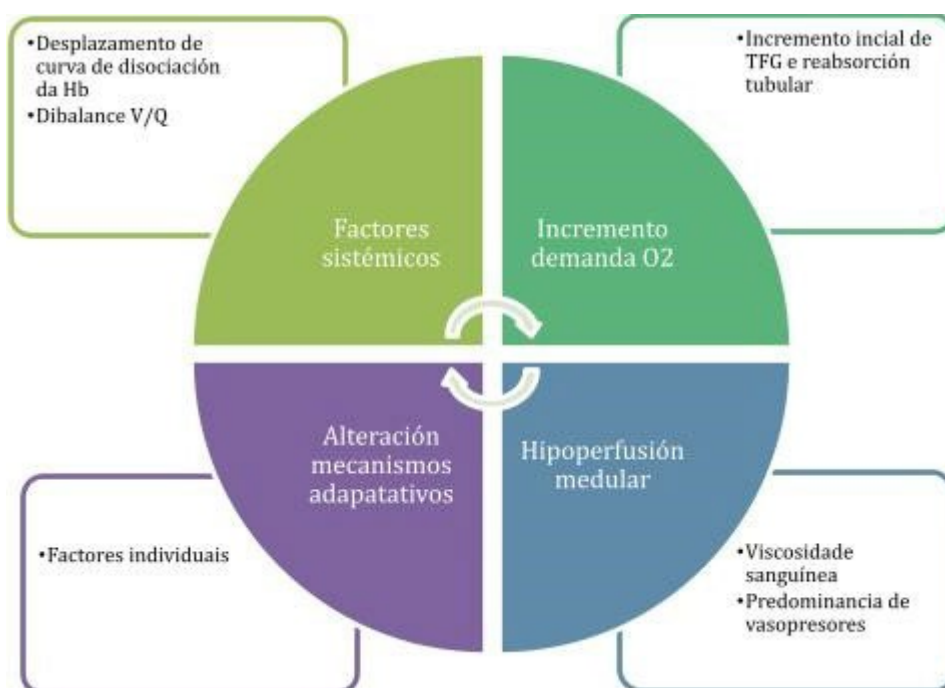 •Desplazamento de
curva de disociación
da Hb
•Dibalance V/Q
•Incremento incial de
TFG e reabsorción
tubular
Factores
sistémicos
Incremento
demanda O2
Alteración
mecanismos
adapatativos
Hipoperfusión
medular
•Factores individuais
•Viscosidade
sanguínea
•Predominancia de
vasopresores